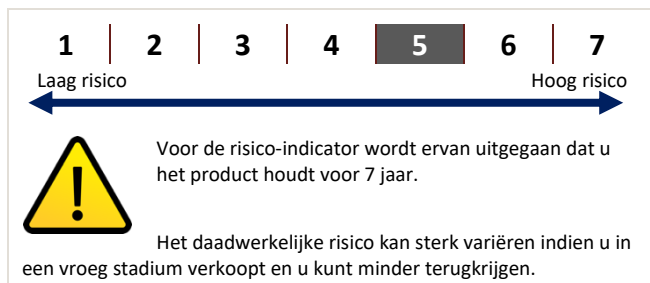 1 2 3 4 5 6 7
Laag risico Hoog risico
Voor de risico-indicator wordt ervan uitgegaan dat u
het product houdt voor 7 jaar.
Het daadwerkelijke risico kan sterk variëren indien u in
een vroeg stadium verkoopt en u kunt minder terugkrijgen.